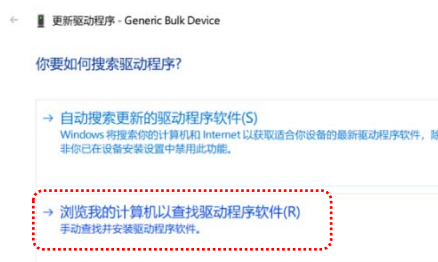 ← 更新驱动程序 - Generic Bulk Device
你要如何搜索驱动程序?
→ 自动搜索更新的驱动程序软件(S)
Windows 将搜索你的计算机和 Internet 以获取适合你设备的最新驱动程序软件，除
非你已在设备安装设置中禁用此功能。
→ 浏览我的计算机以查找驱动程序软件(R)
手动查找并安装驱动程序软件。